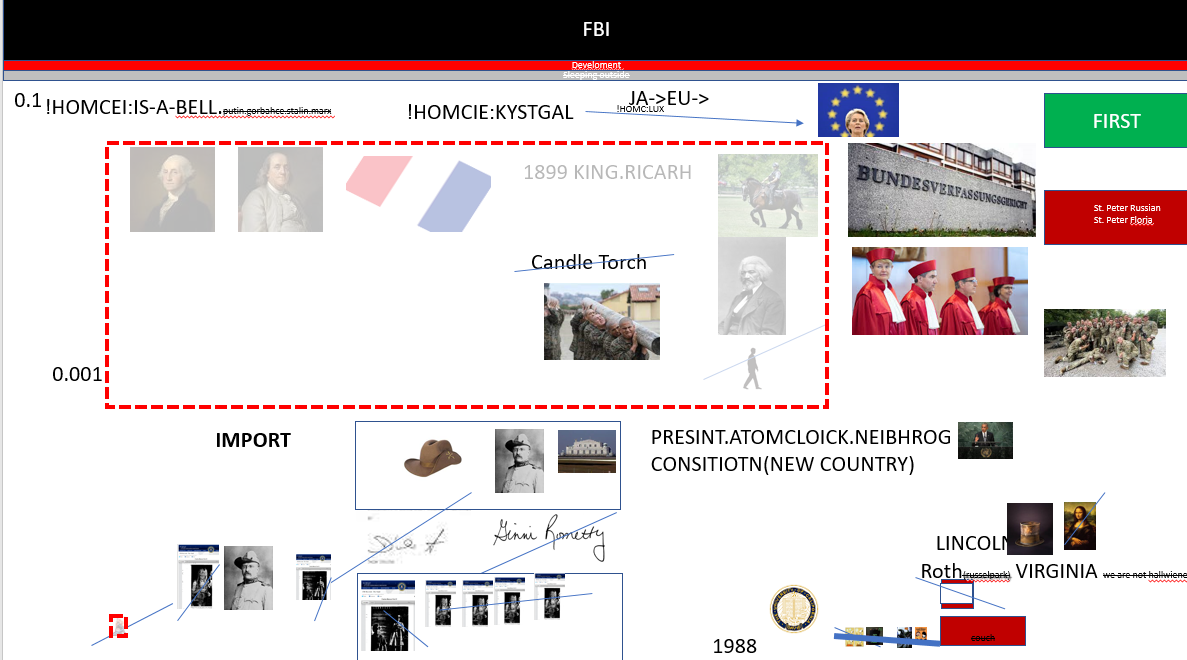 FBI
Develoment
Sleeping outside
0.1
!HOMCEI:IS-A-BELL.putin.gorbahce.stalin.marx
!HOMCIE:KYSTGAL
JA->EU->
!HOMC:LUX
FIRST
1899 KING.RICARH
BUNDESVERFASSUNGSGERICHT
St. Peter Russian
St. Peter Floria
Candle Torch
0.001
IMPORT
PRESINT.ATOMCLOICK.NEIBHROG
CONSITIOTN(NEW COUNTRY)
Ginni Rometty
LINCOLN
Roth(russelpark) VIRGINIA we are not hallwiene
couch
1988